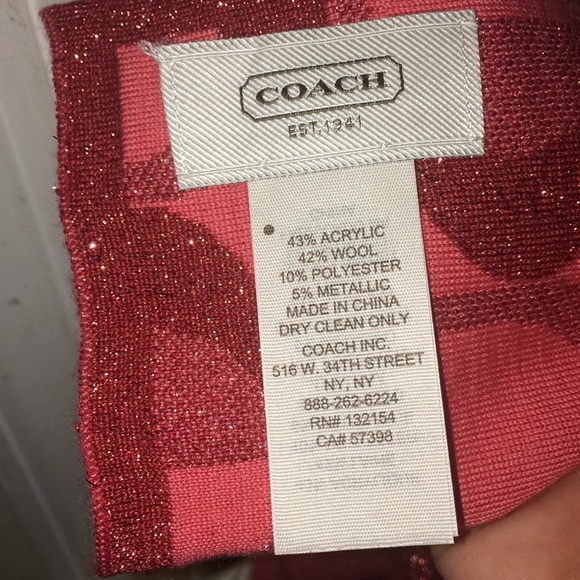 COACH
EST. 1941
43% ACRYLIC
42% WOOL
10% POLYESTER
5% METALLIC
MADE IN CHINA
DRY CLEAN ONLY
COACH INC.
516 W. 34TH STREET
NY, NY
888-262-6224
RN# 132154
CA# 57398